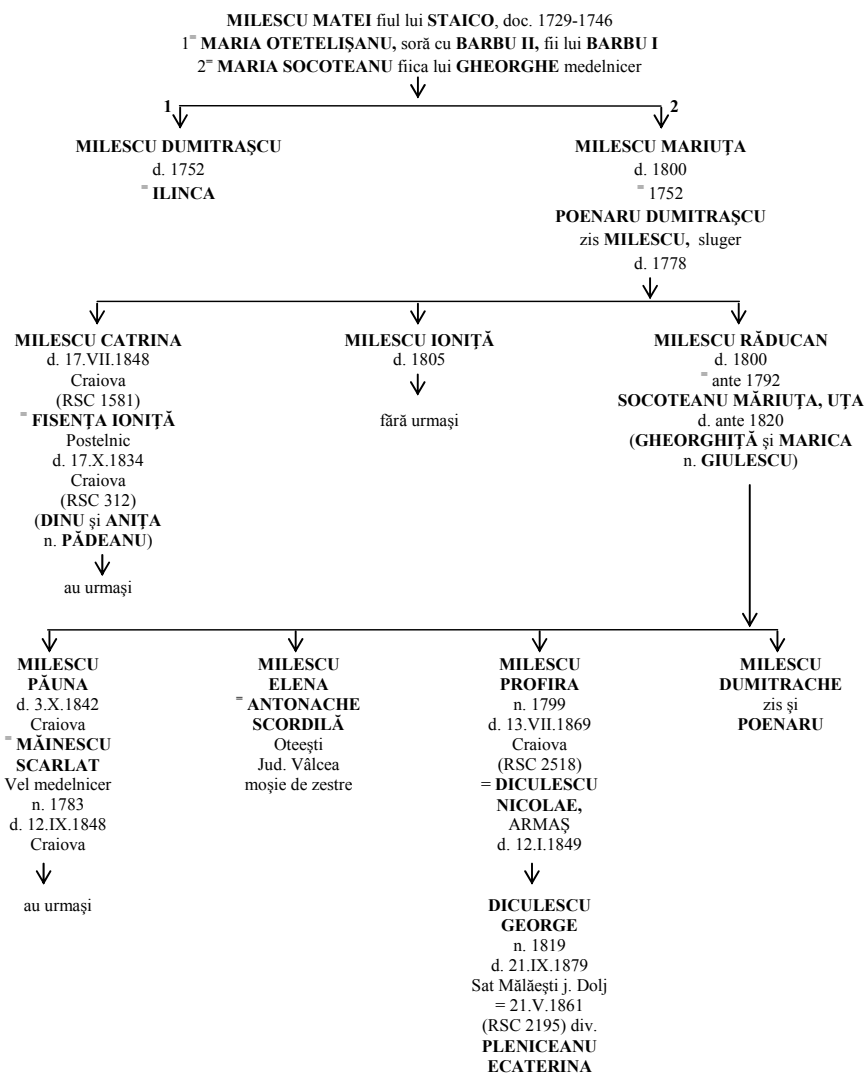 MILESCU MATEI fiul lui STAICO, doc. 1729-1746
1= MARIA OTETELIŞANU, soră cu BARBU II, fii lui BARBU I
2= MARIA SOCOTEANU fiica lui GHEORGHE medelnicer
1
2
MILESCU DUMITRAŞCU
d. 1752
= ILINCA
MILESCU MARIUŢA
d. 1800
= 1752
POENARU DUMITRAŞCU
zis MILESCU, sluger
d. 1778
MILESCU CATRINA
d. 17.VII.1848
Craiova
(RSC 1581)
= FISENŢA IONIŢĂ
Postelnic
d. 17.X.1834
Craiova
(RSC 312)
(DINU şi ANIŢA
n. PĂDEANU)
au urmaşi
MILESCU IONIŢĂ
d. 1805
fără urmaşi
MILESCU RĂDUCAN
d. 1800
= ante 1792
SOCOTEANU MĂRIUŢA, UŢA
d. ante 1820
(GHEORGHIŢĂ şi MARICA
n. GIULESCU)
MILESCU
PĂUNA
d. 3.X.1842
Craiova
= MĂINESCU
SCARLAT
Vel medelnicer
n. 1783
d. 12.IX.1848
Craiova
au urmaşi
MILESCU
ELENA
= ANTONACHE
SCORDILĂ
Oteeşti
Jud. Vâlcea
moşie de zestre
MILESCU
PROFIRA
n. 1799
d. 13.VII.1869
Craiova
(RSC 2518)
= DICULESCU
NICOLAE,
ARMAŞ
d. 12.I.1849
DICULESCU
GEORGE
n. 1819
d. 21.IX.1879
Sat Mălăeşti j. Dolj
= 21.V.1861
(RSC 2195) div.
PLENICEANU
ECATERINA
MILESCU
DUMITRACHE
zis şi
POENARU